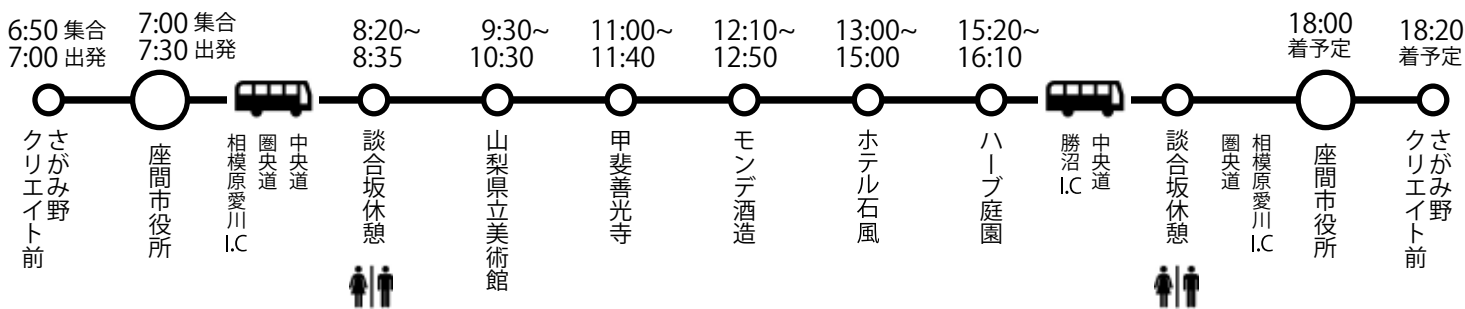 6:50 集合
7:00 出発
さがみ野
クリエイト前
7:00 集合
7:30 出発
座間市役所
中央道
圏央道
相模原愛川I.C
8:20~
8:35
談合坂休憩
9:30~
10:30
山梨県立美術館
11:00~
11:40
甲斐善光寺
12:10~
12:50
モンデ酒造
13:00~
15:00
ホテル石風
15:20~
16:10
ハーブ庭園
中央道
勝沼I.C
談合坂休憩
相模原愛川I.C
圏央道
18:00
着予定
座間市役所
18:20
着予定
さがみ野
クリエイト前